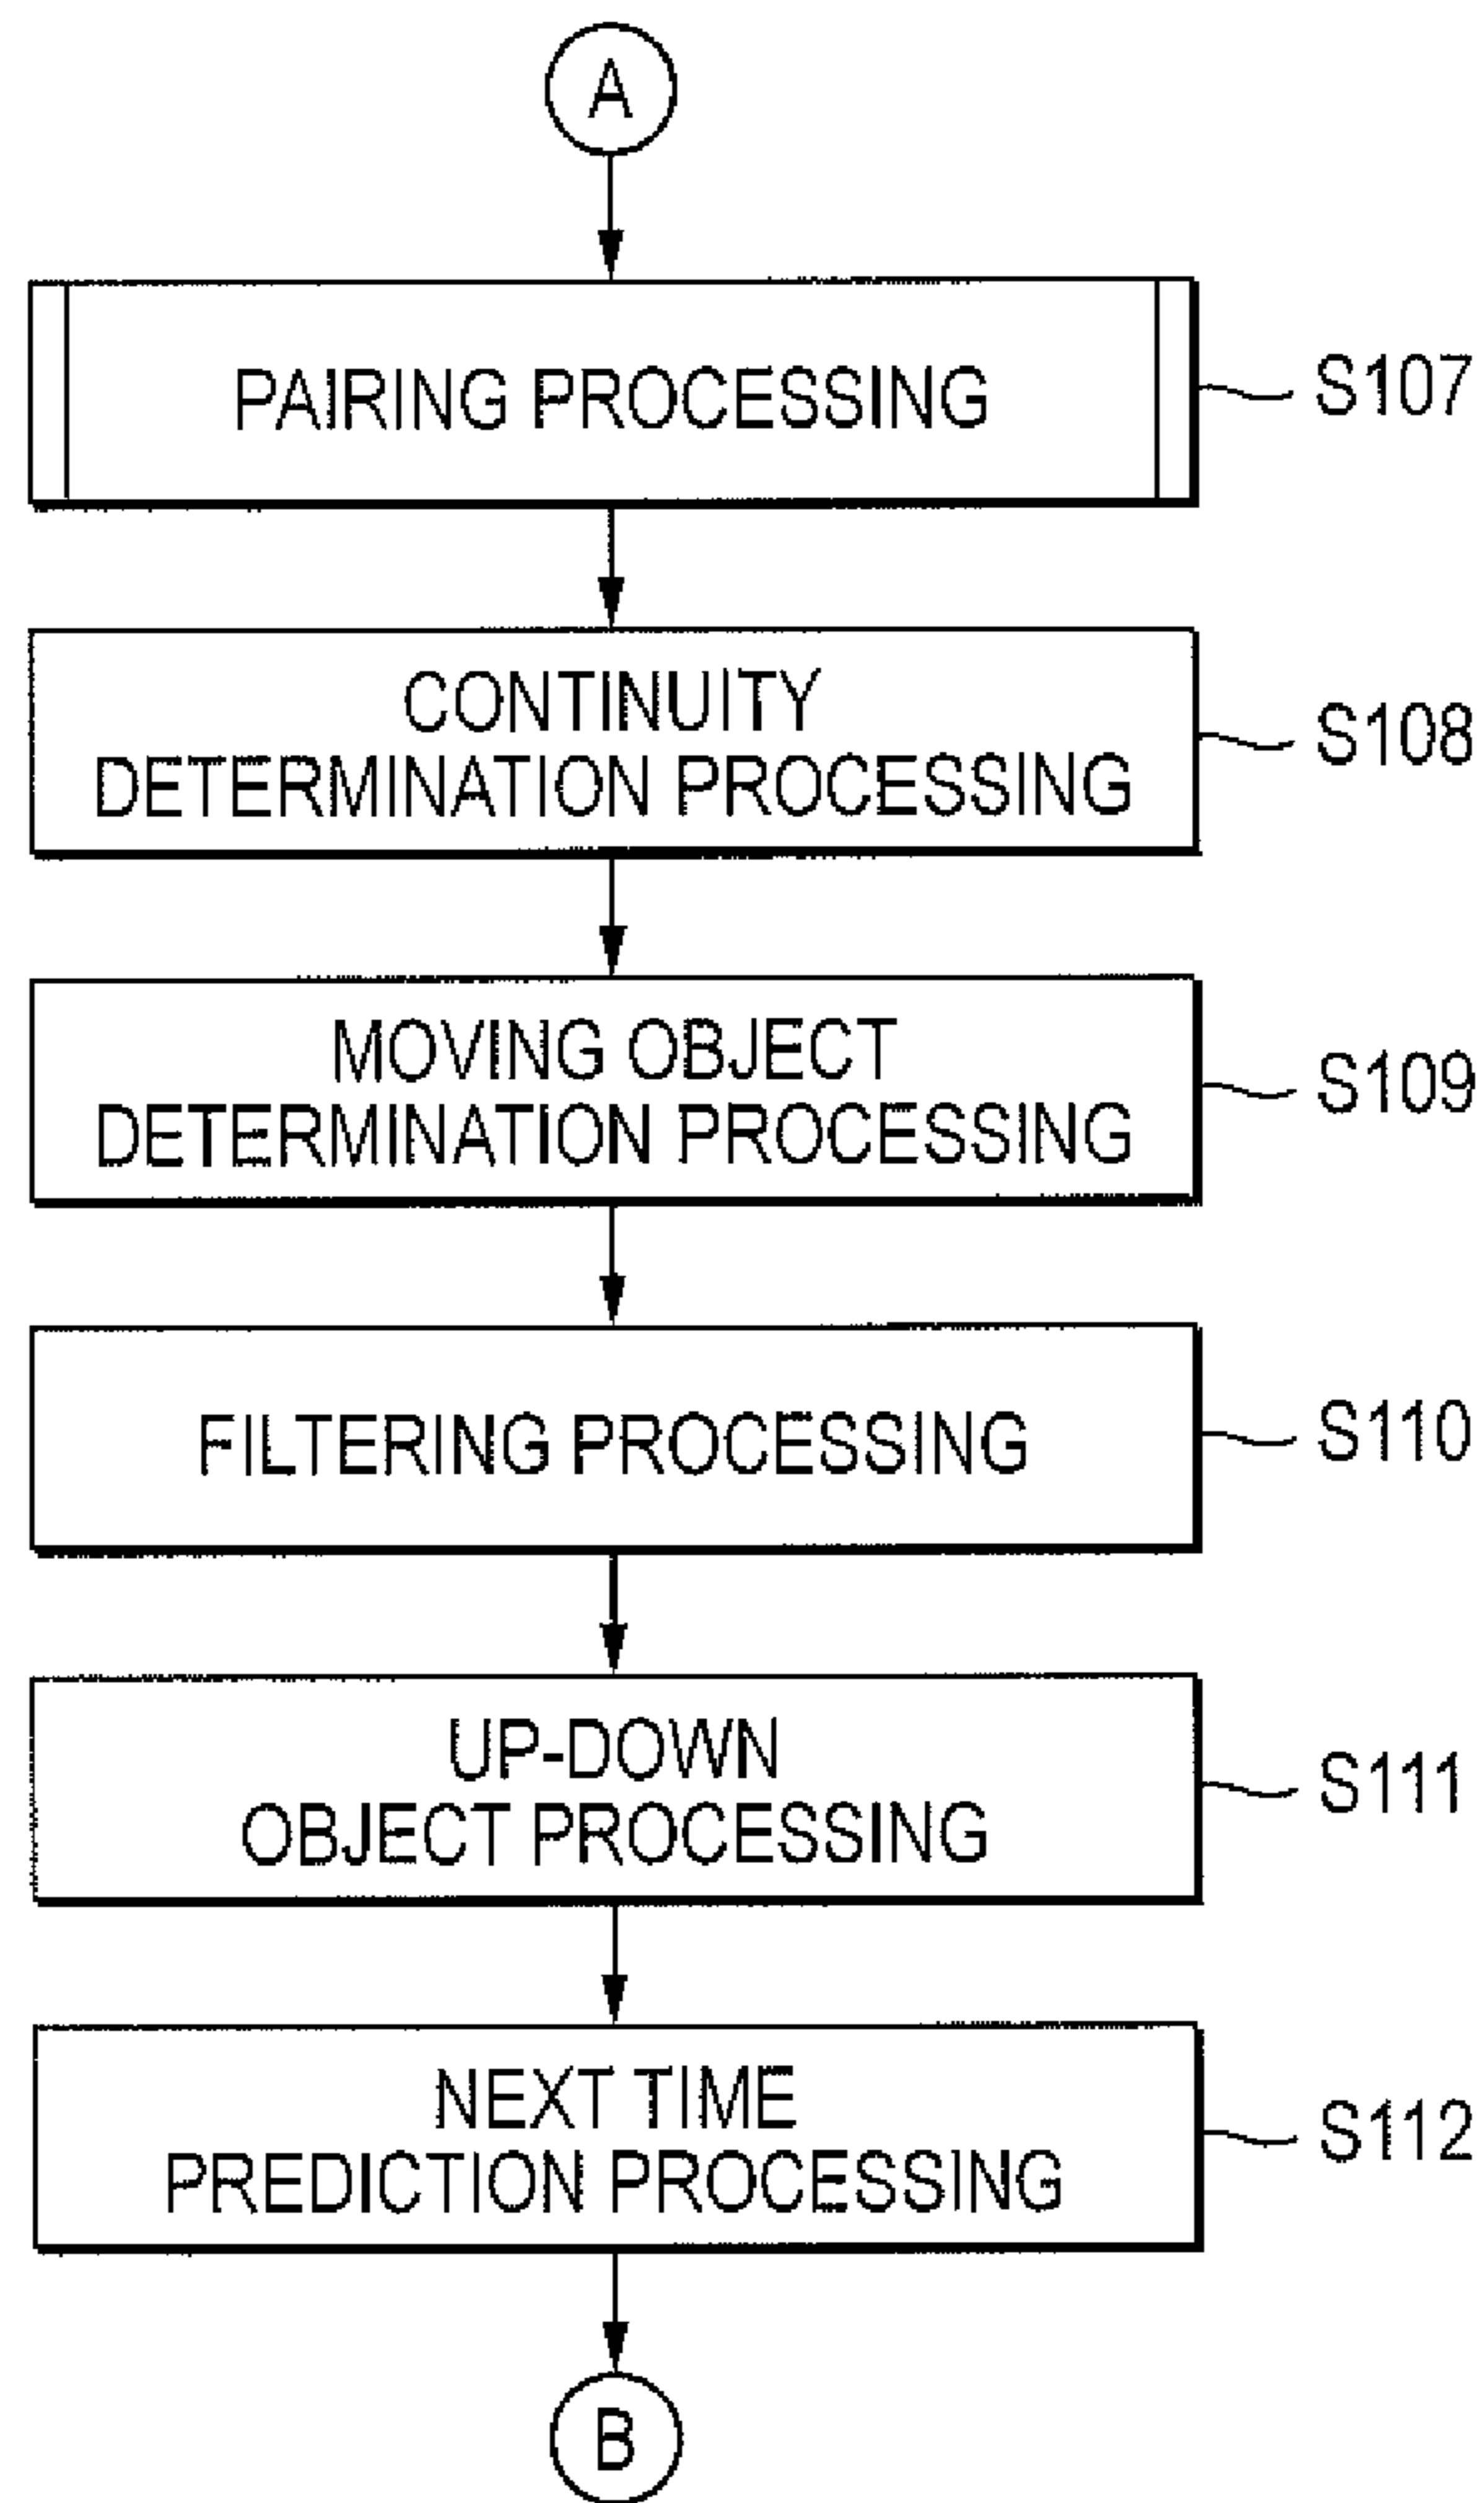 A
PAIRING PROCESSING
S107
CONTINUITY
DETERMINATION PROCESSING
S108
MOVING OBJECT
DETERMINATION PROCESSING
S109
FILTERING PROCESSING
S110
UP-DOWN
OBJECT PROCESSING
S111
NEXT TIME
PREDICTION PROCESSING
S112
B